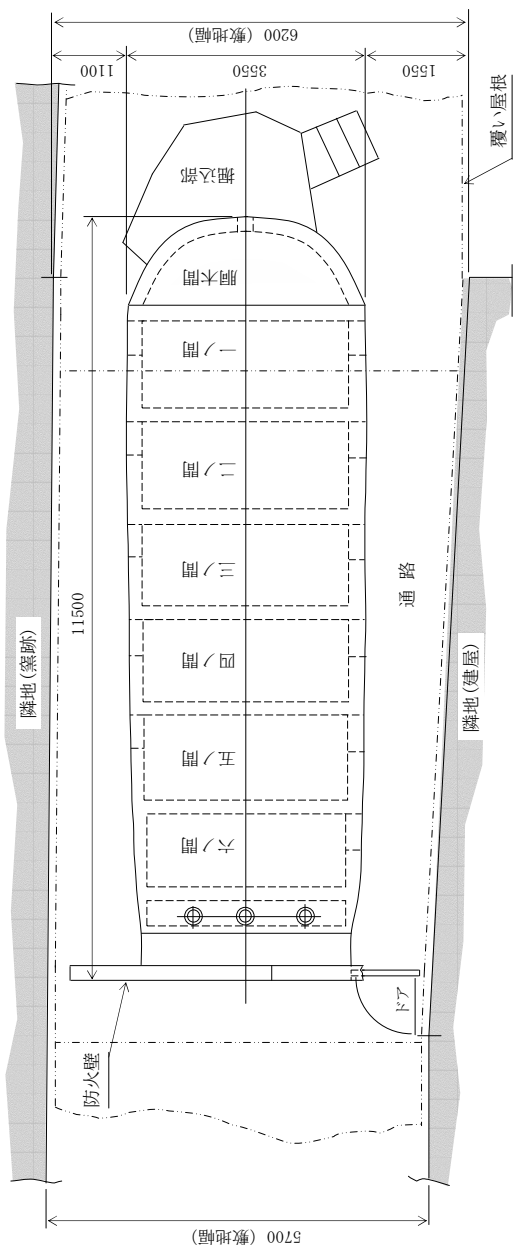 6200 (敷地幅)
1100
3550
1550
覆い屋根
掘込部
胴木間
一ノ間
二ノ間
三ノ間
四ノ間
五ノ間
六ノ間
11500
通路
隣地(窯跡)
隣地(建屋)
ドア
防火壁
5700 (敷地幅)